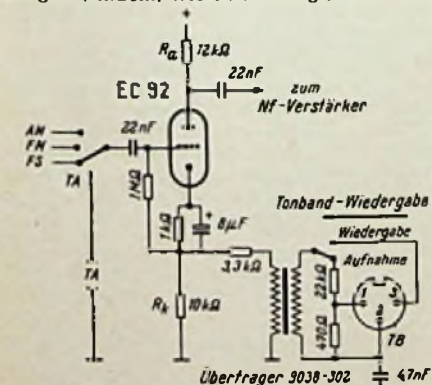 +
Ra 12kΩ
22nF
EC 92
zum
Nf-Verstärker
AM
FM
FS
22nF
TA
1MΩ
+
8µF
1kΩ
Tonband-Wiedergabe
Wiedergabe
Aufnahme
TA
3,3kΩ
22kΩ
Rk 10kΩ
470Ω
TB
Übertrager 9038-302
47nF